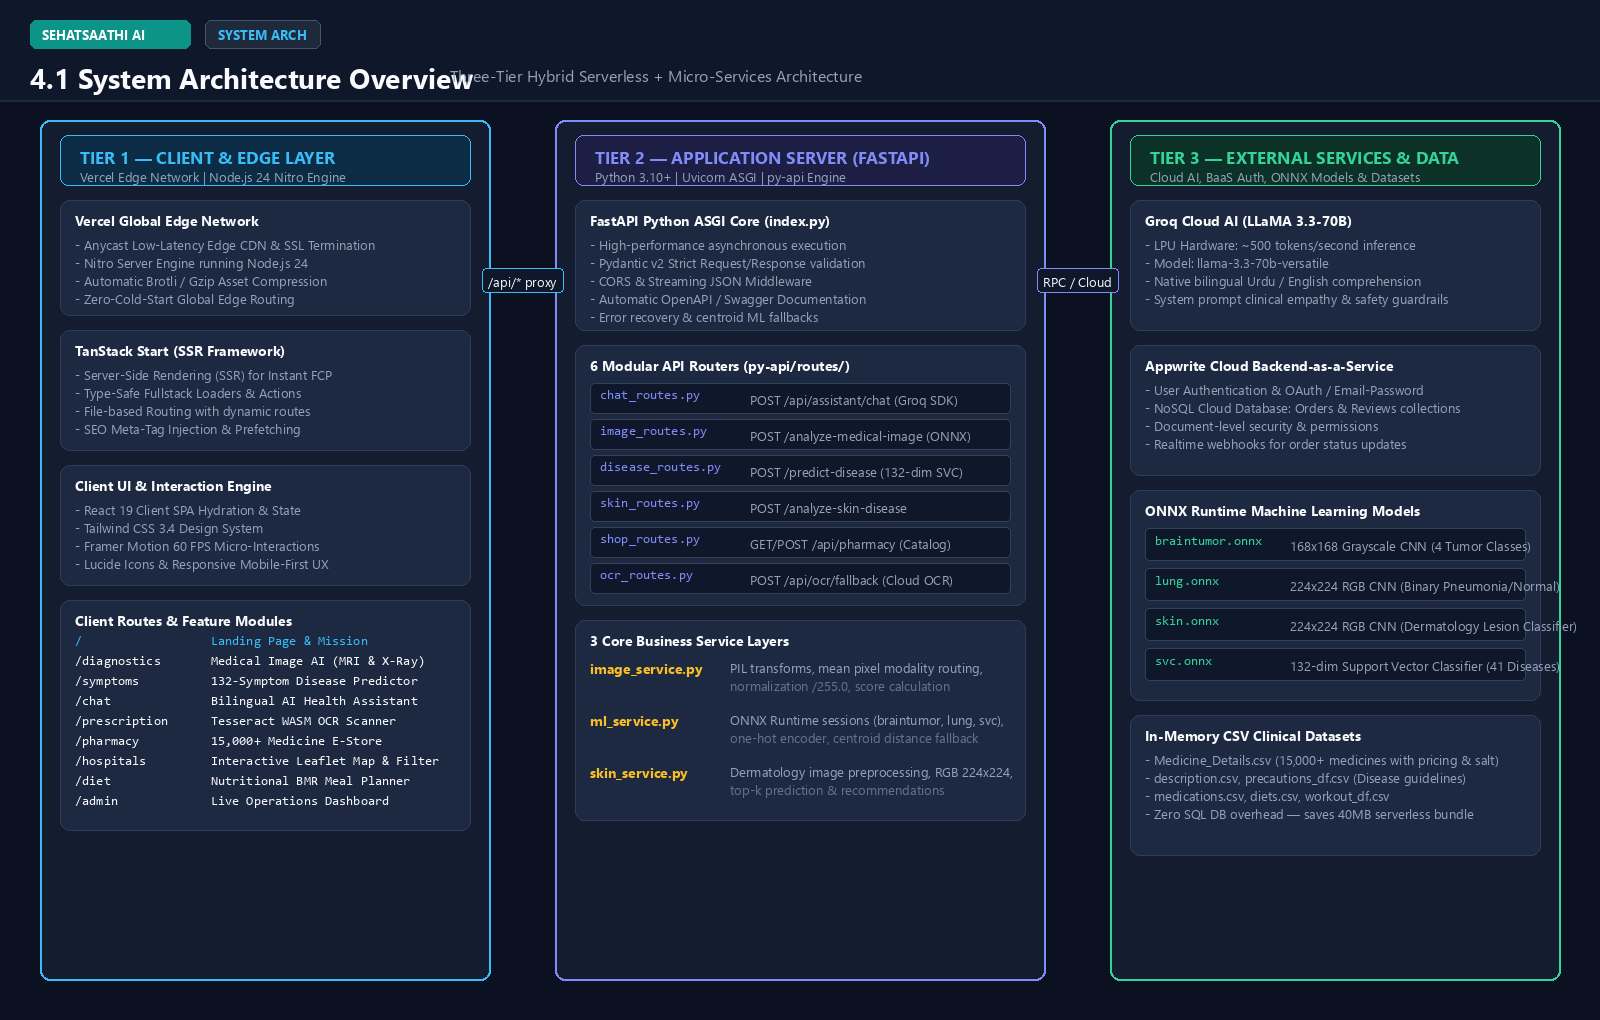 SEHATSAATHI AI
SYSTEM ARCH
4.1 System Architecture Overview
Three-Tier Hybrid Serverless + Micro-Services Architecture
TIER 1 — CLIENT & EDGE LAYER
Vercel Edge Network | Node.js 24 Nitro Engine
Vercel Global Edge Network
- Anycast Low-Latency Edge CDN & SSL Termination
- Nitro Server Engine running Node.js 24
- Automatic Brotli / Gzip Asset Compression
- Zero-Cold-Start Global Edge Routing
TanStack Start (SSR Framework)
- Server-Side Rendering (SSR) for Instant FCP
- Type-Safe Fullstack Loaders & Actions
- File-based Routing with dynamic routes
- SEO Meta-Tag Injection & Prefetching
Client UI & Interaction Engine
- React 19 Client SPA Hydration & State
- Tailwind CSS 3.4 Design System
- Framer Motion 60 FPS Micro-Interactions
- Lucide Icons & Responsive Mobile-First UX
Client Routes & Feature Modules
/ Landing Page & Mission
/diagnostics Medical Image AI (MRI & X-Ray)
/symptoms 132-Symptom Disease Predictor
/chat Bilingual AI Health Assistant
/prescription Tesseract WASM OCR Scanner
/pharmacy 15,000+ Medicine E-Store
/hospitals Interactive Leaflet Map & Filter
/diet Nutritional BMR Meal Planner
/admin Live Operations Dashboard
/api/* proxy
TIER 2 — APPLICATION SERVER (FASTAPI)
Python 3.10+ | Uvicorn ASGI | py-api Engine
FastAPI Python ASGI Core (index.py)
- High-performance asynchronous execution
- Pydantic v2 Strict Request/Response validation
- CORS & Streaming JSON Middleware
- Automatic OpenAPI / Swagger Documentation
- Error recovery & centroid ML fallbacks
6 Modular API Routers (py-api/routes/)
chat_routes.py POST /api/assistant/chat (Groq SDK)
image_routes.py POST /analyze-medical-image (ONNX)
disease_routes.py POST /predict-disease (132-dim SVC)
skin_routes.py POST /analyze-skin-disease
shop_routes.py GET/POST /api/pharmacy (Catalog)
ocr_routes.py POST /api/ocr/fallback (Cloud OCR)
3 Core Business Service Layers
image_service.py PIL transforms, mean pixel modality routing,
normalization /255.0, score calculation
ml_service.py ONNX Runtime sessions (braintumor, lung, svc),
one-hot encoder, centroid distance fallback
skin_service.py Dermatology image preprocessing, RGB 224x224,
top-k prediction & recommendations
RPC / Cloud
TIER 3 — EXTERNAL SERVICES & DATA
Cloud AI, BaaS Auth, ONNX Models & Datasets
Groq Cloud AI (LLaMA 3.3-70B)
- LPU Hardware: ~500 tokens/second inference
- Model: llama-3.3-70b-versatile
- Native bilingual Urdu / English comprehension
- System prompt clinical empathy & safety guardrails
Appwrite Cloud Backend-as-a-Service
- User Authentication & OAuth / Email-Password
- NoSQL Cloud Database: Orders & Reviews collections
- Document-level security & permissions
- Realtime webhooks for order status updates
ONNX Runtime Machine Learning Models
braintumor.onnx 168x168 Grayscale CNN (4 Tumor Classes)
lung.onnx 224x224 RGB CNN (Binary Pneumonia/Normal)
skin.onnx 224x224 RGB CNN (Dermatology Lesion Classifier)
svc.onnx 132-dim Support Vector Classifier (41 Diseases)
In-Memory CSV Clinical Datasets
- Medicine_Details.csv (15,000+ medicines with pricing & salt)
- description.csv, precautions_df.csv (Disease guidelines)
- medications.csv, diets.csv, workout_df.csv
- Zero SQL DB overhead — saves 40MB serverless bundle